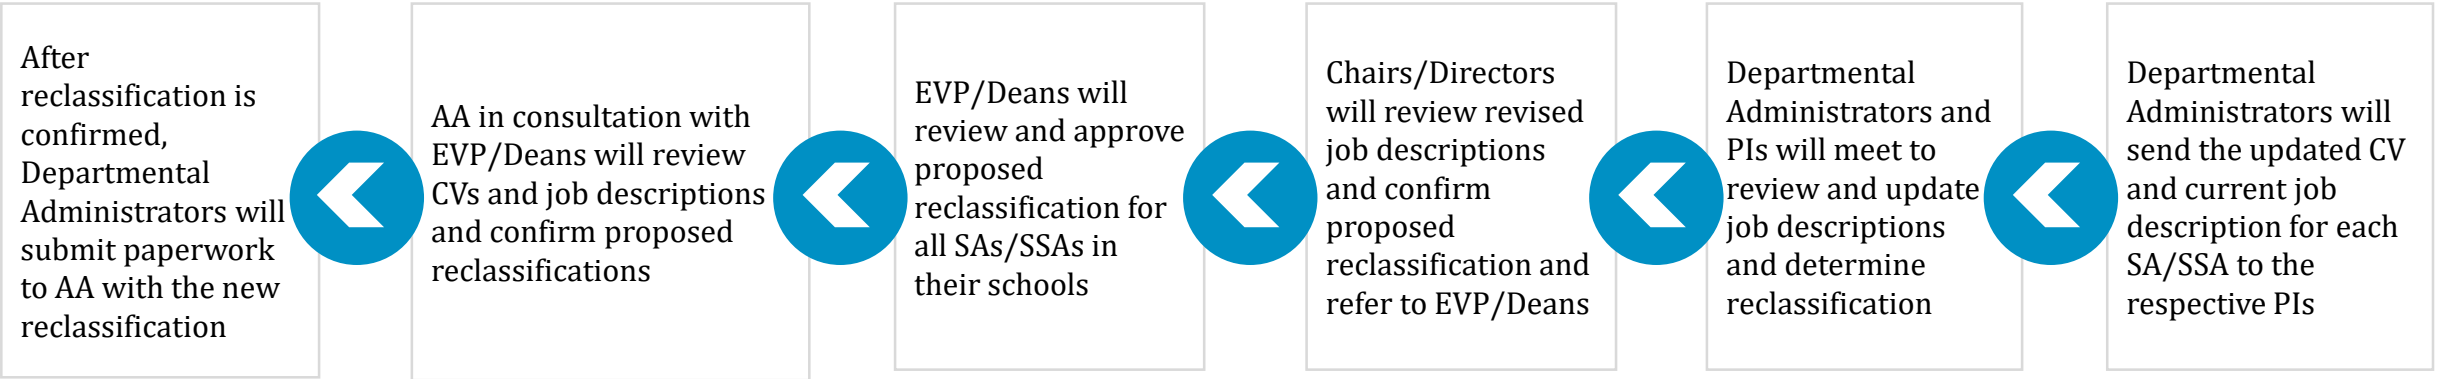 After
reclassification is
confirmed,
Departmental
Administrators will
submit paperwork
to AA with the new
reclassification
AA in consultation with
EVP/Deans will review
CVs and job descriptions
and confirm proposed
reclassifications
EVP/Deans will
review and approve
proposed
reclassification for
all SAs/SSAs in
their schools
Chairs/Directors
will review revised
job descriptions
and confirm
proposed
reclassification and
refer to EVP/Deans
Departmental
Administrators and
PIs will meet to
review and update
job descriptions
and determine
reclassification
Departmental
Administrators will
send the updated CV
and current job
description for each
SA/SSA to the
respective PIs